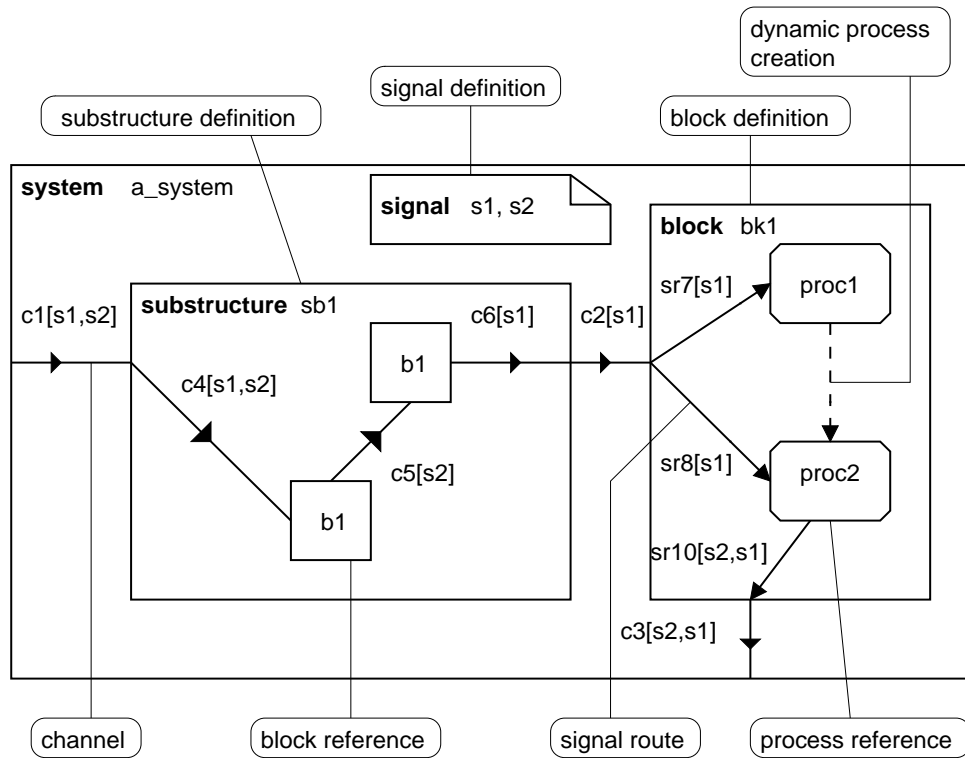 dynamic process
creation
signal definition
substructure definition
block definition
system a_system
signal s1, s2
block bk1
sr7[s1]
proc1
substructure sb1
c1[s1,s2]
c6[s1]
c2[s1]
b1
c4[s1,s2]
c5[s2]
sr8[s1]
proc2
b1
sr10[s2,s1]
c3[s2,s1]
channel
block reference
signal route
process reference